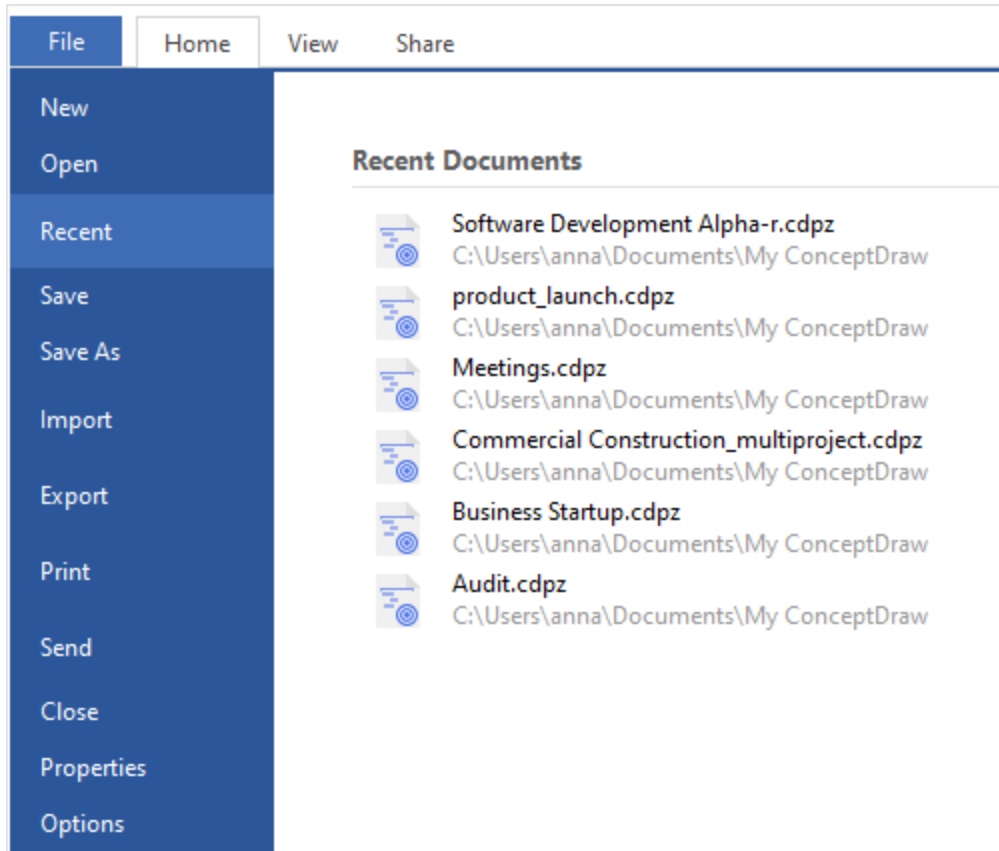 File Home View Share
New
Open
Recent
Save
Save As
Import
Export
Print
Send
Close
Properties
Options
Recent Documents
Software Development Alpha-r.cdpz
C:\Users\anna\Documents\My ConceptDraw
product_launch.cdpz
C:\Users\anna\Documents\My ConceptDraw
Meetings.cdpz
C:\Users\anna\Documents\My ConceptDraw
Commercial Construction_multiproject.cdpz
C:\Users\anna\Documents\My ConceptDraw
Business Startup.cdpz
C:\Users\anna\Documents\My ConceptDraw
Audit.cdpz
C:\Users\anna\Documents\My ConceptDraw